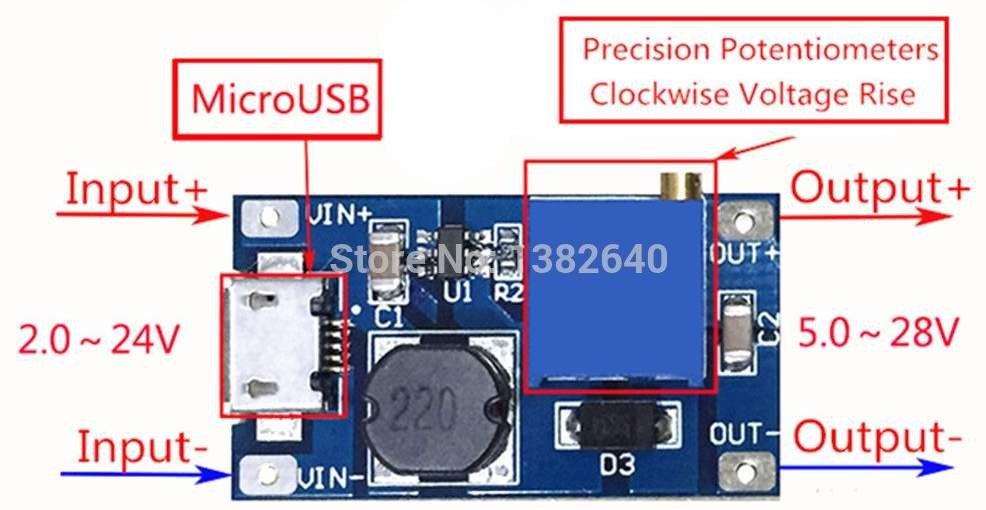 Precision Potentiometers
Clockwise Voltage Rise
MicroUSB
Input+
Output+
VIN+
OUT+
Store No: 1382640
U1
R2
C1
C2
2.0~24V
5.0~28V
220
Input-
OUT-
Output-
D3
VIN-